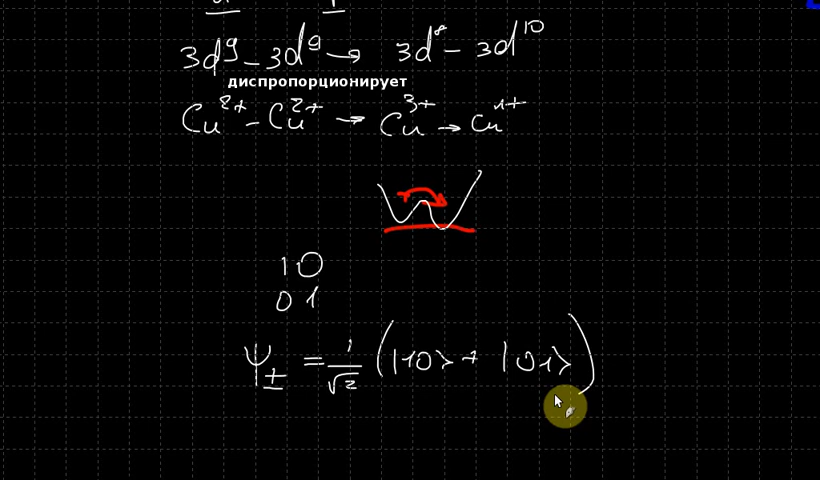 3d⁹ - 3d⁹ → 3d⁸ - 3d¹⁰
диспропорционирует
Cu²⁺ - Cu²⁺ → Cu³⁺ → Cu¹⁺
10
01
Ψ± = 1/√2 (|10> + |01>)